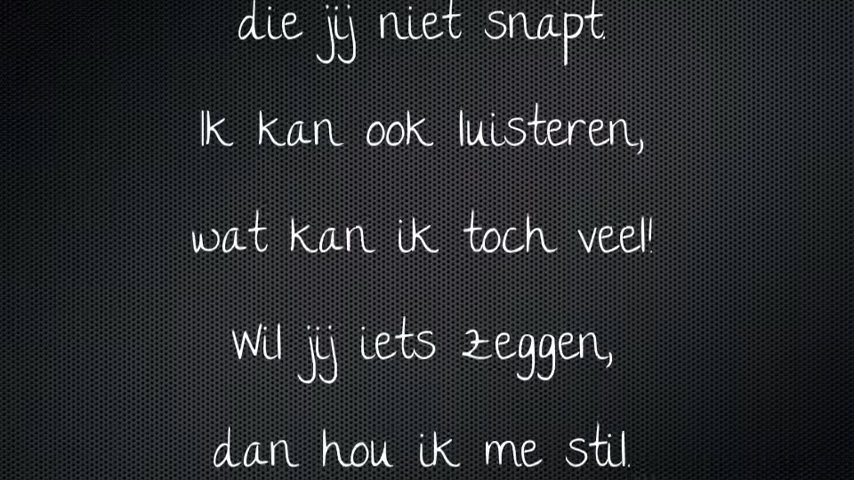 die jij niet snapt.
Ik kan ook luisteren,
wat kan ik toch veel!
Wil jij iets zeggen,
dan hou ik me stil.